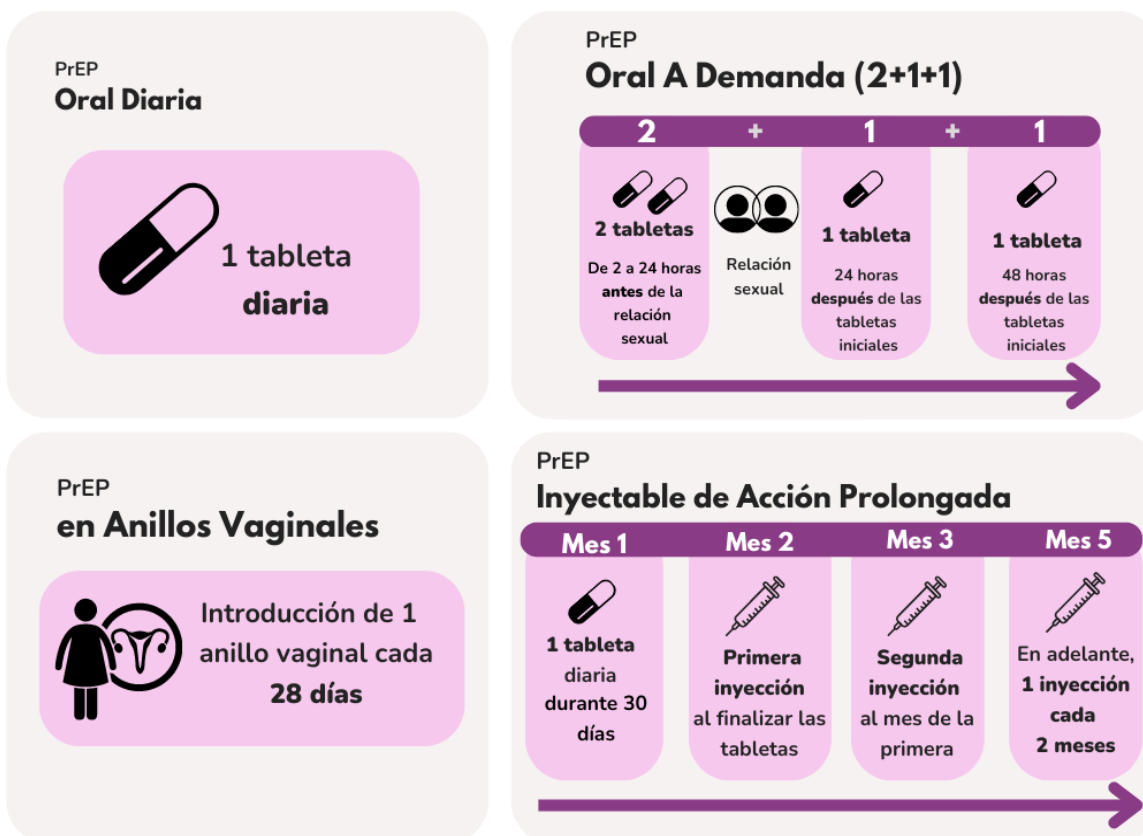 PrEP
Oral Diaria
1 tableta
diaria
PrEP
Oral A Demanda (2+1+1)
2 + 1 + 1
2 tabletas
De 2 a 24 horas
antes de la
relación
sexual
Relación
sexual
1 tableta
24 horas
después de las
tabletas
iniciales
1 tableta
48 horas
después de las
tabletas
iniciales
PrEP
en Anillos Vaginales
Introducción de 1
anillo vaginal cada
28 días
PrEP
Inyectable de Acción Prolongada
Mes 1
1 tableta
diaria
durante 30
días
Mes 2
Primera
inyección
al finalizar las
tabletas
Mes 3
Segunda
inyección
al mes de la
primera
Mes 5
En adelante,
1 inyección
cada
2 meses